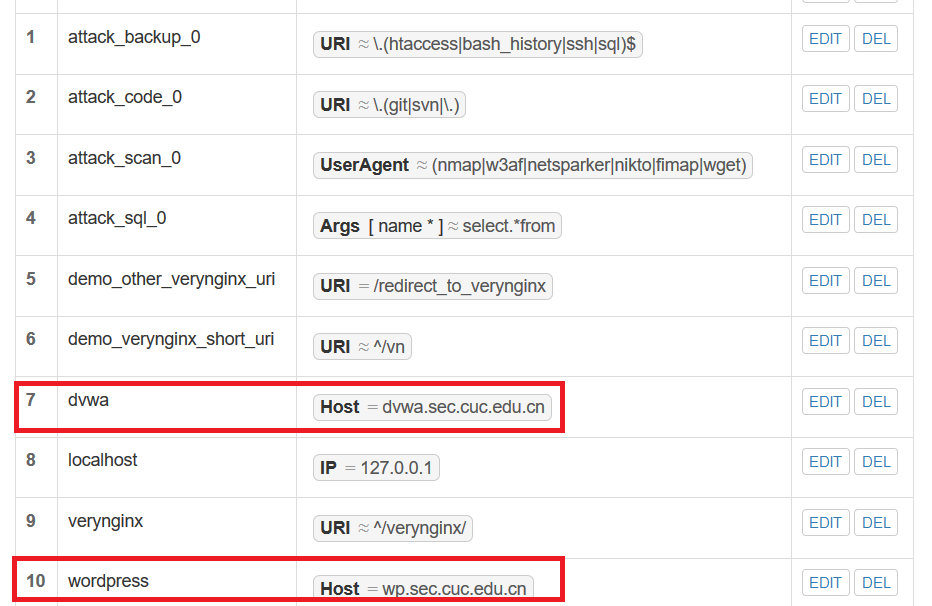 1 attack_backup_0 URI ≈ \.(htaccess|bash_history|ssh|sql)$ EDIT DEL
2 attack_code_0 URI ≈ \.(git|svn|\.) EDIT DEL
3 attack_scan_0 UserAgent ≈ (nmap|w3af|netsparker|nikto|fimap|wget) EDIT DEL
4 attack_sql_0 Args [ name * ] ≈ select.*from EDIT DEL
5 demo_other_verynginx_uri URI = /redirect_to_verynginx EDIT DEL
6 demo_verynginx_short_uri URI ≈ ^/vn EDIT DEL
7 dvwa Host = dvwa.sec.cuc.edu.cn EDIT DEL
8 localhost IP = 127.0.0.1 EDIT DEL
9 verynginx URI ≈ ^/verynginx/ EDIT DEL
10 wordpress Host = wp.sec.cuc.edu.cn EDIT DEL